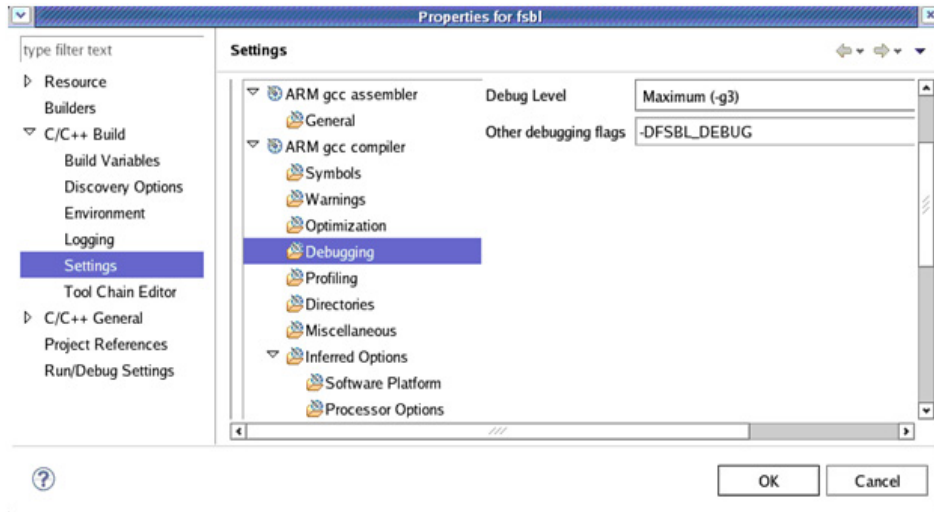 Properties for fsbl
type filter text
Resource
Builders
C/C++ Build
Build Variables
Discovery Options
Environment
Logging
Settings
Tool Chain Editor
C/C++ General
Project References
Run/Debug Settings
Settings
ARM gcc assembler
General
ARM gcc compiler
Symbols
Warnings
Optimization
Debugging
Profiling
Directories
Miscellaneous
Inferred Options
Software Platform
Processor Options
Debug Level
Maximum (-g3)
Other debugging flags
-DFSBL_DEBUG
?
OK
Cancel